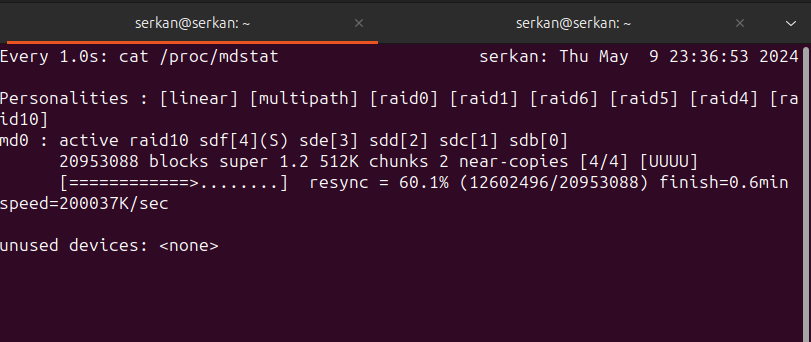 serkan@serkan: ~ × serkan@serkan: ~ ×
Every 1.0s: cat /proc/mdstat serkan: Thu May  9 23:36:53 2024
Personalities : [linear] [multipath] [raid0] [raid1] [raid6] [raid5] [raid4] [ra
id10]
md0 : active raid10 sdf[4](S) sde[3] sdd[2] sdc[1] sdb[0]
      20953088 blocks super 1.2 512K chunks 2 near-copies [4/4] [UUUU]
      [============>........]  resync = 60.1% (12602496/20953088) finish=0.6min
speed=200037K/sec
unused devices: <none>